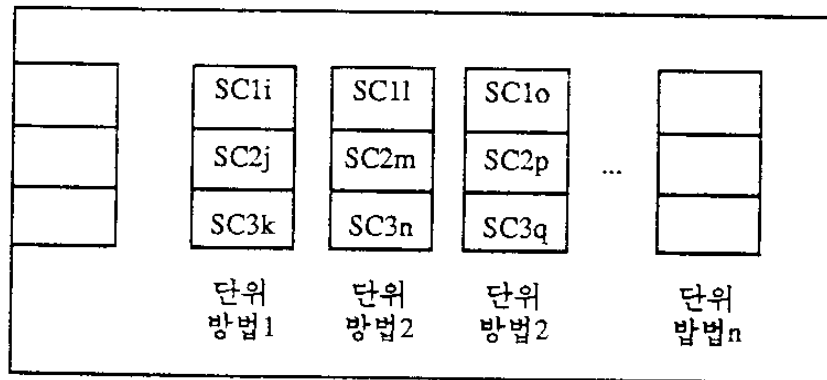 SC1i SC1l SC1o
SC2j SC2m SC2p ...
SC3k SC3n SC3q
단위 단위 단위 단위
방법1 방법2 방법2 밥법n